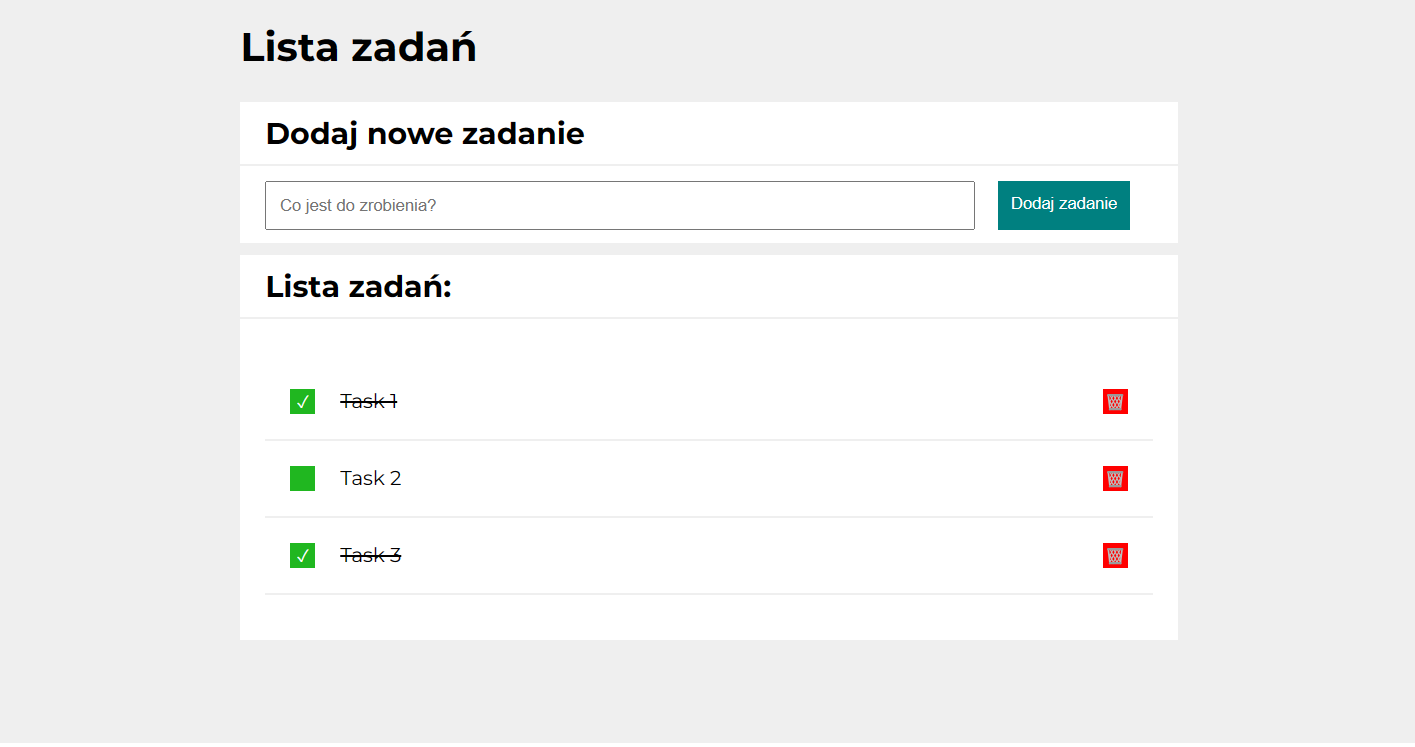 Lista zadań
Dodaj nowe zadanie
Co jest do zrobienia?
Dodaj zadanie
Lista zadań:
✓ Task 1
Task 2
✓ Task 3